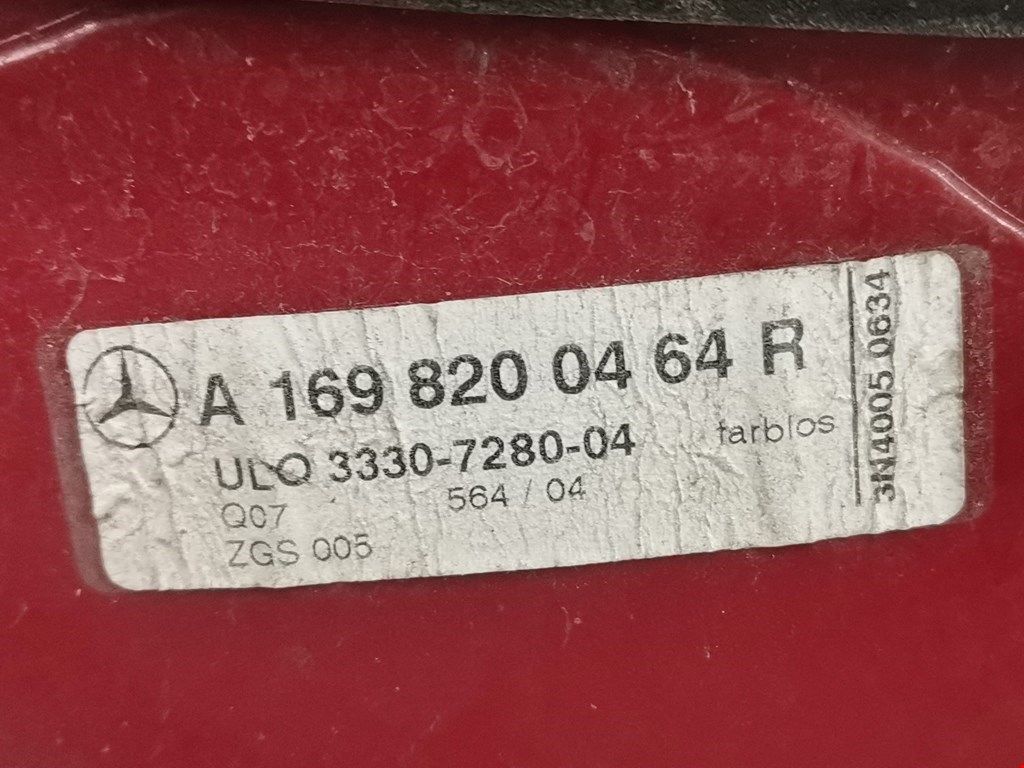 A 169 820 04 64 R
ULO 3330-7280-04 farblos
564 / 04
Q07
ZGS 005
3N4005 0634